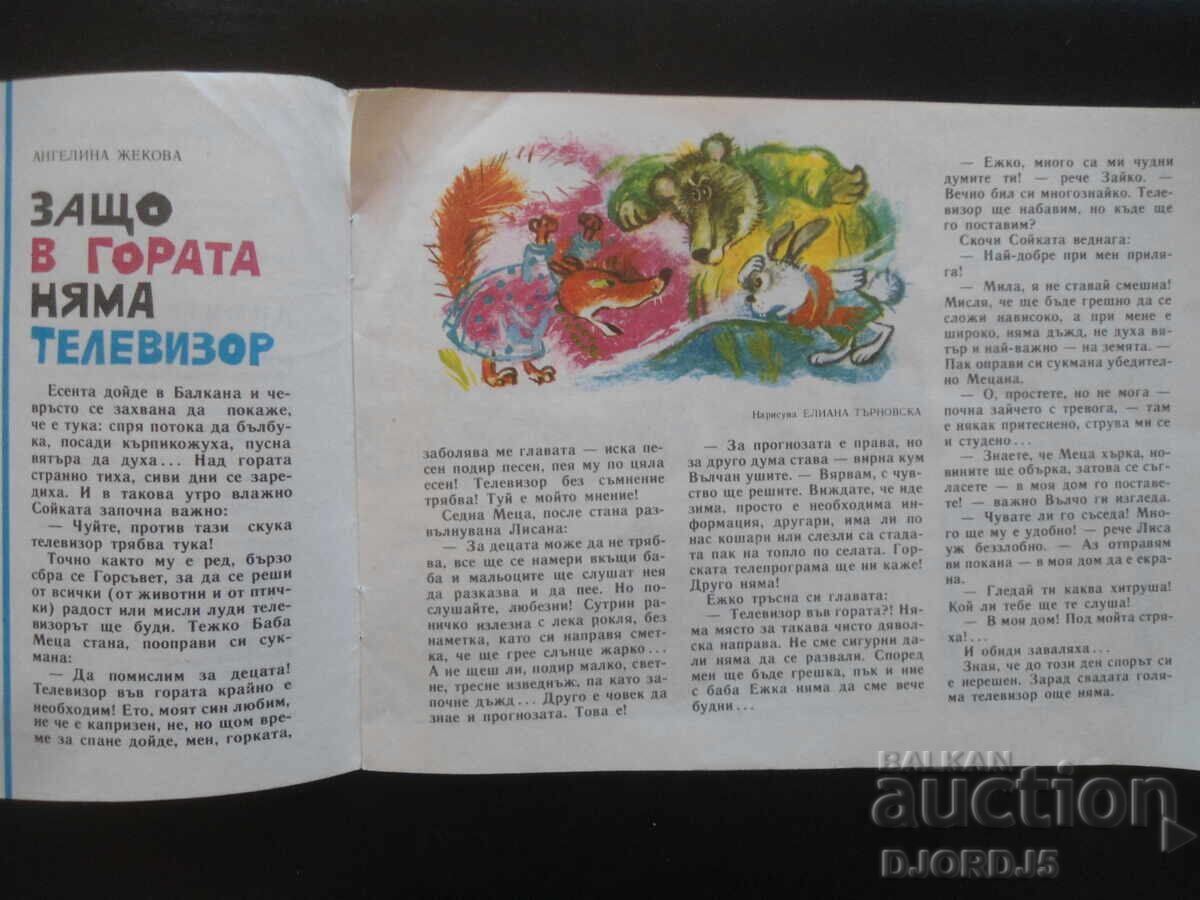 АНГЕЛИНА ЖЕКОВА
ЗАЩО
В ГОРАТА
НЯМА
ТЕЛЕВИЗОР
Есента дойде в Балкана и че-
връсто се захвана да покаже,
че е тука: спря потока да бълбу-
ка, посади кърпикожуха, пусна
вятъра да духа... Над гората
странно тиха, сиви дни се заре-
диха. И в такова утро влажно
Сойката започна важно:
— Чуйте, против тази скука
телевизор трябва тука!
Точно както му е ред, бързо
сбра се Горсъвет, за да се реши
от всички (от животни и от птич-
ки) радост или мисли луди теле-
визорът ще буди. Тежко Баба
Меца стана, пооправи си сук-
мана:
— Да помислим за децата!
Телевизор във гората крайно е
необходим! Ето, моят син любим,
не че е капризен, не, но щом вре-
ме за спане дойде, мен, горката,
заболява ме главата — иска пе-
сен подир песен, пея му по цяла
есен! Телевизор без съмнение
трябва! Туй е мойто мнение!
Седна Меца, после стана раз-
вълнувана Лисана:
— За децата може да не тряб-
ва, все ще се намери вкъщи ба-
ба и мальоците ще слушат нея
да разказва и да пее. Но по-
слушайте, любезни! Сутрин ра-
ничко излезна с лека рокля, без
наметка, като си направя смет-
ка, че ще грее слънце жарко...
А не щеш ли, подир малко, свет-
не, тресне изведнъж, па като за-
почне дъжд... Друго е човек да
знае и прогнозата. Това е!
Нарисува ЕЛИАНА ТЪРНОВСКА
— За прогнозата е права, но
за друго дума става — вирна кум
Вълчан ушите. — Вярвам, с чув-
ство ще решите. Виждате, че иде
зима, просто е необходима ин-
формация, другари, има ли по
нас кошари или слезли са стада-
та пак на топло по селата. Гор-
ската телепрограма ще ни каже!
Друго няма!
Ежко тръсна си главата:
— Телевизор във гората?! Ня-
ма място за такава чисто дяволс-
ка направа. Не сме сигурни да-
ли няма да се развали. Според
мен ще бъде грешка, пък и ние
с баба Ежка няма да сме вече
будни...
— Ежко, много са ми чудни
думите ти! — рече Зайко. —
Вечно бил си многознайко. Теле-
визор ще набавим, но къде ще
го поставим?
Скочи Сойката веднага:
— Най-добре при мен приля-
га!
— Мила, я не ставай смешна!
Мисля, че ще бъде грешно да се
сложи нависоко, а при мене е
широко, няма дъжд, не духа вя-
тър и най-важно — на земята. —
Пак оправи си сукмана убедител-
но Мецана.
— О, простете, но не мога —
почна зайчето с тревога, — там
е някак притеснено, струва ми се
и студено...
— Знаете, че Меца хърка, но-
вините ще обърка, затова се съг-
ласете — в моя дом го поставе-
те! — важно Вълчо ги изгледа.
— Чувате ли го съседа! Мно-
го ще му е удобно! — рече Лиса
уж беззлобно. — Аз отправям
ви покана — в моя дом да е екра-
на.
— Гледай ти каква хитруша!
Кой ли тебе ще те слуша!
— В моя дом! Под мойта стря-
ха!...
И обиди заваляха...
Зная, че до този ден спорът си
е нерешен. Зарад свадата голя-
ма телевизор още няма.
BALKAN
auction
DJORDJ5